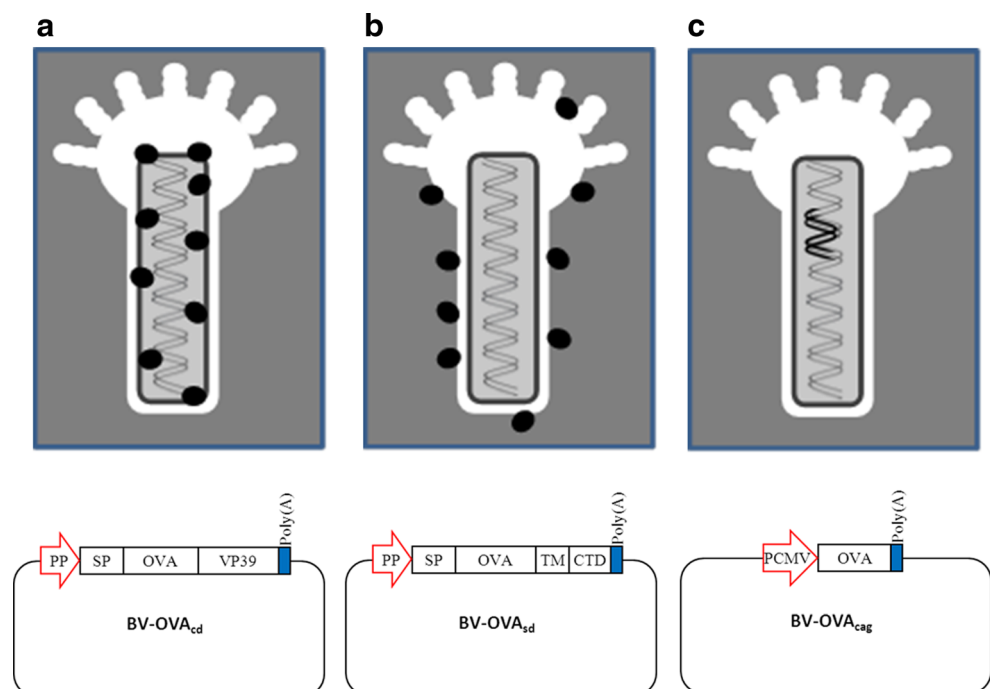 a b c
Poly(A)
PP SP OVA VP39
BV-OVAcd
Poly(A)
PP SP OVA TM CTD
BV-OVAsd
Poly(A)
PCMV OVA
BV-OVAcag